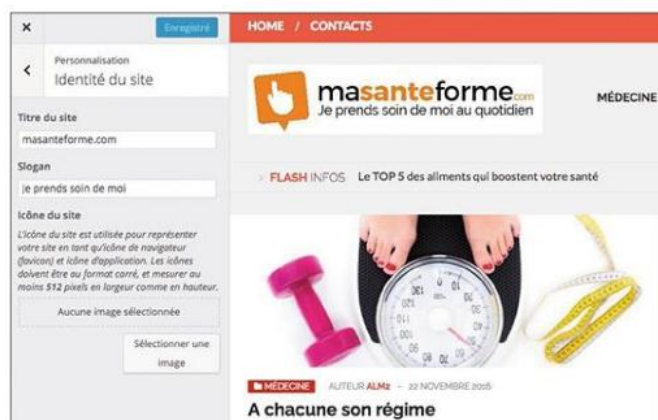 × Enregistré
Personnalisation
< Identité du site
Titre du site
masanteforme.com
Slogan
je prends soin de moi
Icône du site
L'icône du site est utilisée pour représenter
votre site en tant qu'icône de navigateur
(favicon) et icône d'application. Les icônes
doivent être au format carré, et mesurer au
moins 512 pixels en largeur comme en hauteur.
Aucune image sélectionnée
Sélectionner une
image
HOME / CONTACTS
masanteforme.com
Je prends soin de moi au quotidien
MÉDECINE
FLASH INFOS Le TOP 5 des aliments qui boostent votre santé
MÉDECINE AUTEUR ALM2 – 22 NOVEMBRE 2016
A chacune son régime